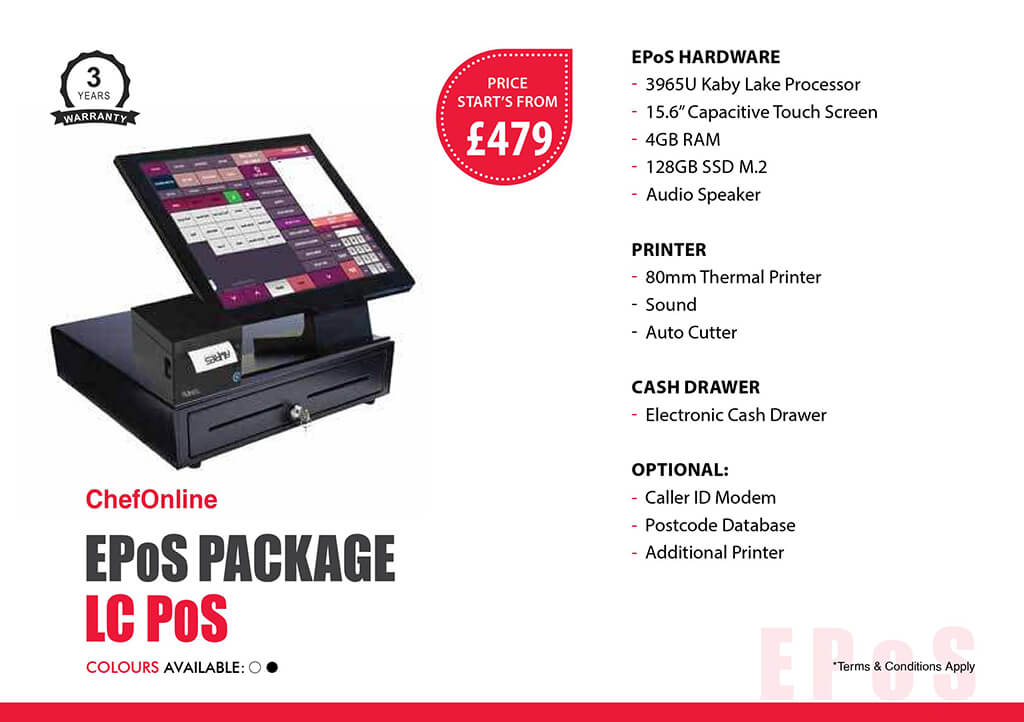 3
YEARS
WARRANTY
PRICE
START'S FROM
£479
ChefOnline
EPoS PACKAGE
LC PoS
COLOURS AVAILABLE:
EPoS HARDWARE
- 3965U Kaby Lake Processor
- 15.6” Capacitive Touch Screen
- 4GB RAM
- 128GB SSD M.2
- Audio Speaker
PRINTER
- 80mm Thermal Printer
- Sound
- Auto Cutter
CASH DRAWER
- Electronic Cash Drawer
OPTIONAL:
- Caller ID Modem
- Postcode Database
- Additional Printer
EPoS
*Terms & Conditions Apply